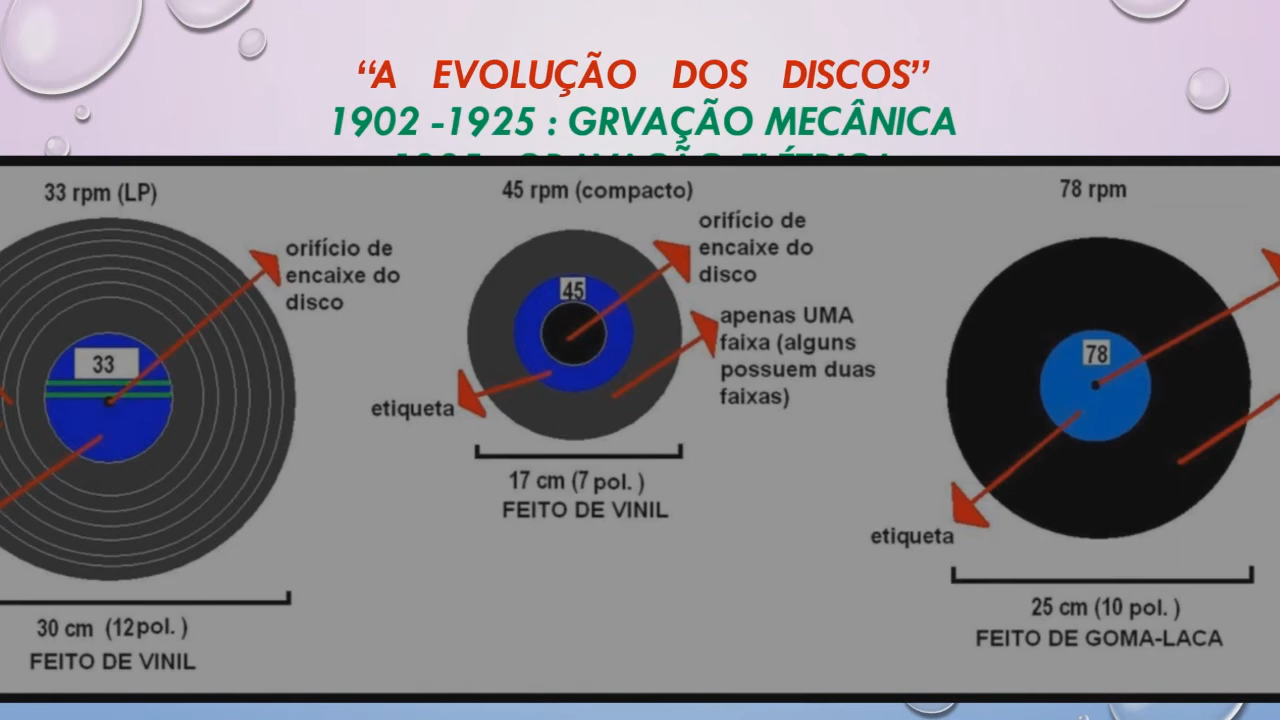 “A EVOLUÇÃO DOS DISCOS”
1902 -1925 : GRVAÇÃO MECÂNICA
33 rpm (LP)
orifício de
encaixe do
disco
33
30 cm (12 pol. )
FEITO DE VINIL
45 rpm (compacto)
orifício de
encaixe do
disco
45
apenas UMA
faixa (alguns
possuem duas
faixas)
etiqueta
17 cm (7 pol. )
FEITO DE VINIL
78 rpm
78
etiqueta
25 cm (10 pol. )
FEITO DE GOMA-LACA